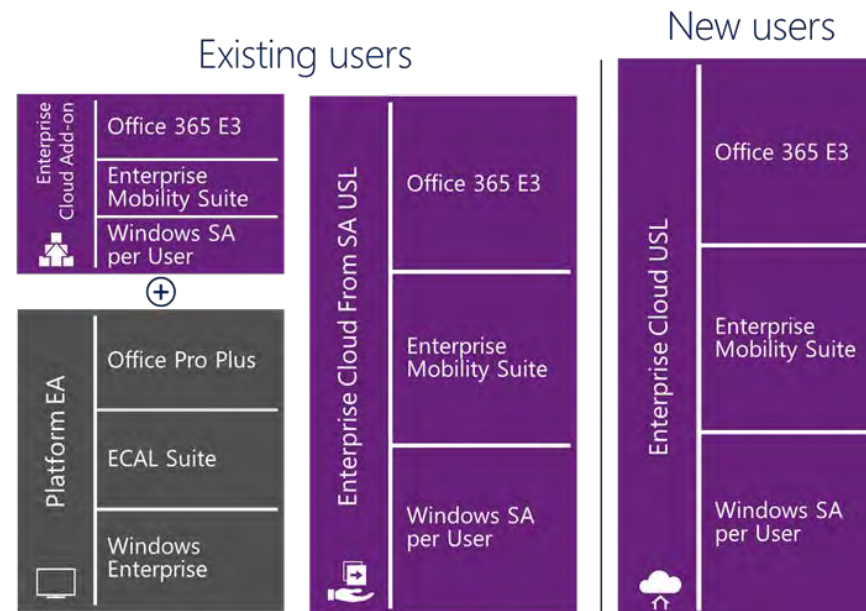 Existing users
New users
Enterprise
Cloud Add-on
Office 365 E3
Enterprise
Mobility Suite
Windows SA
per User
Platform EA
Office Pro Plus
ECAL Suite
Windows
Enterprise
Enterprise Cloud From SA USL
Office 365 E3
Enterprise
Mobility Suite
Windows SA
per User
Enterprise Cloud USL
Office 365 E3
Enterprise
Mobility Suite
Windows SA
per User